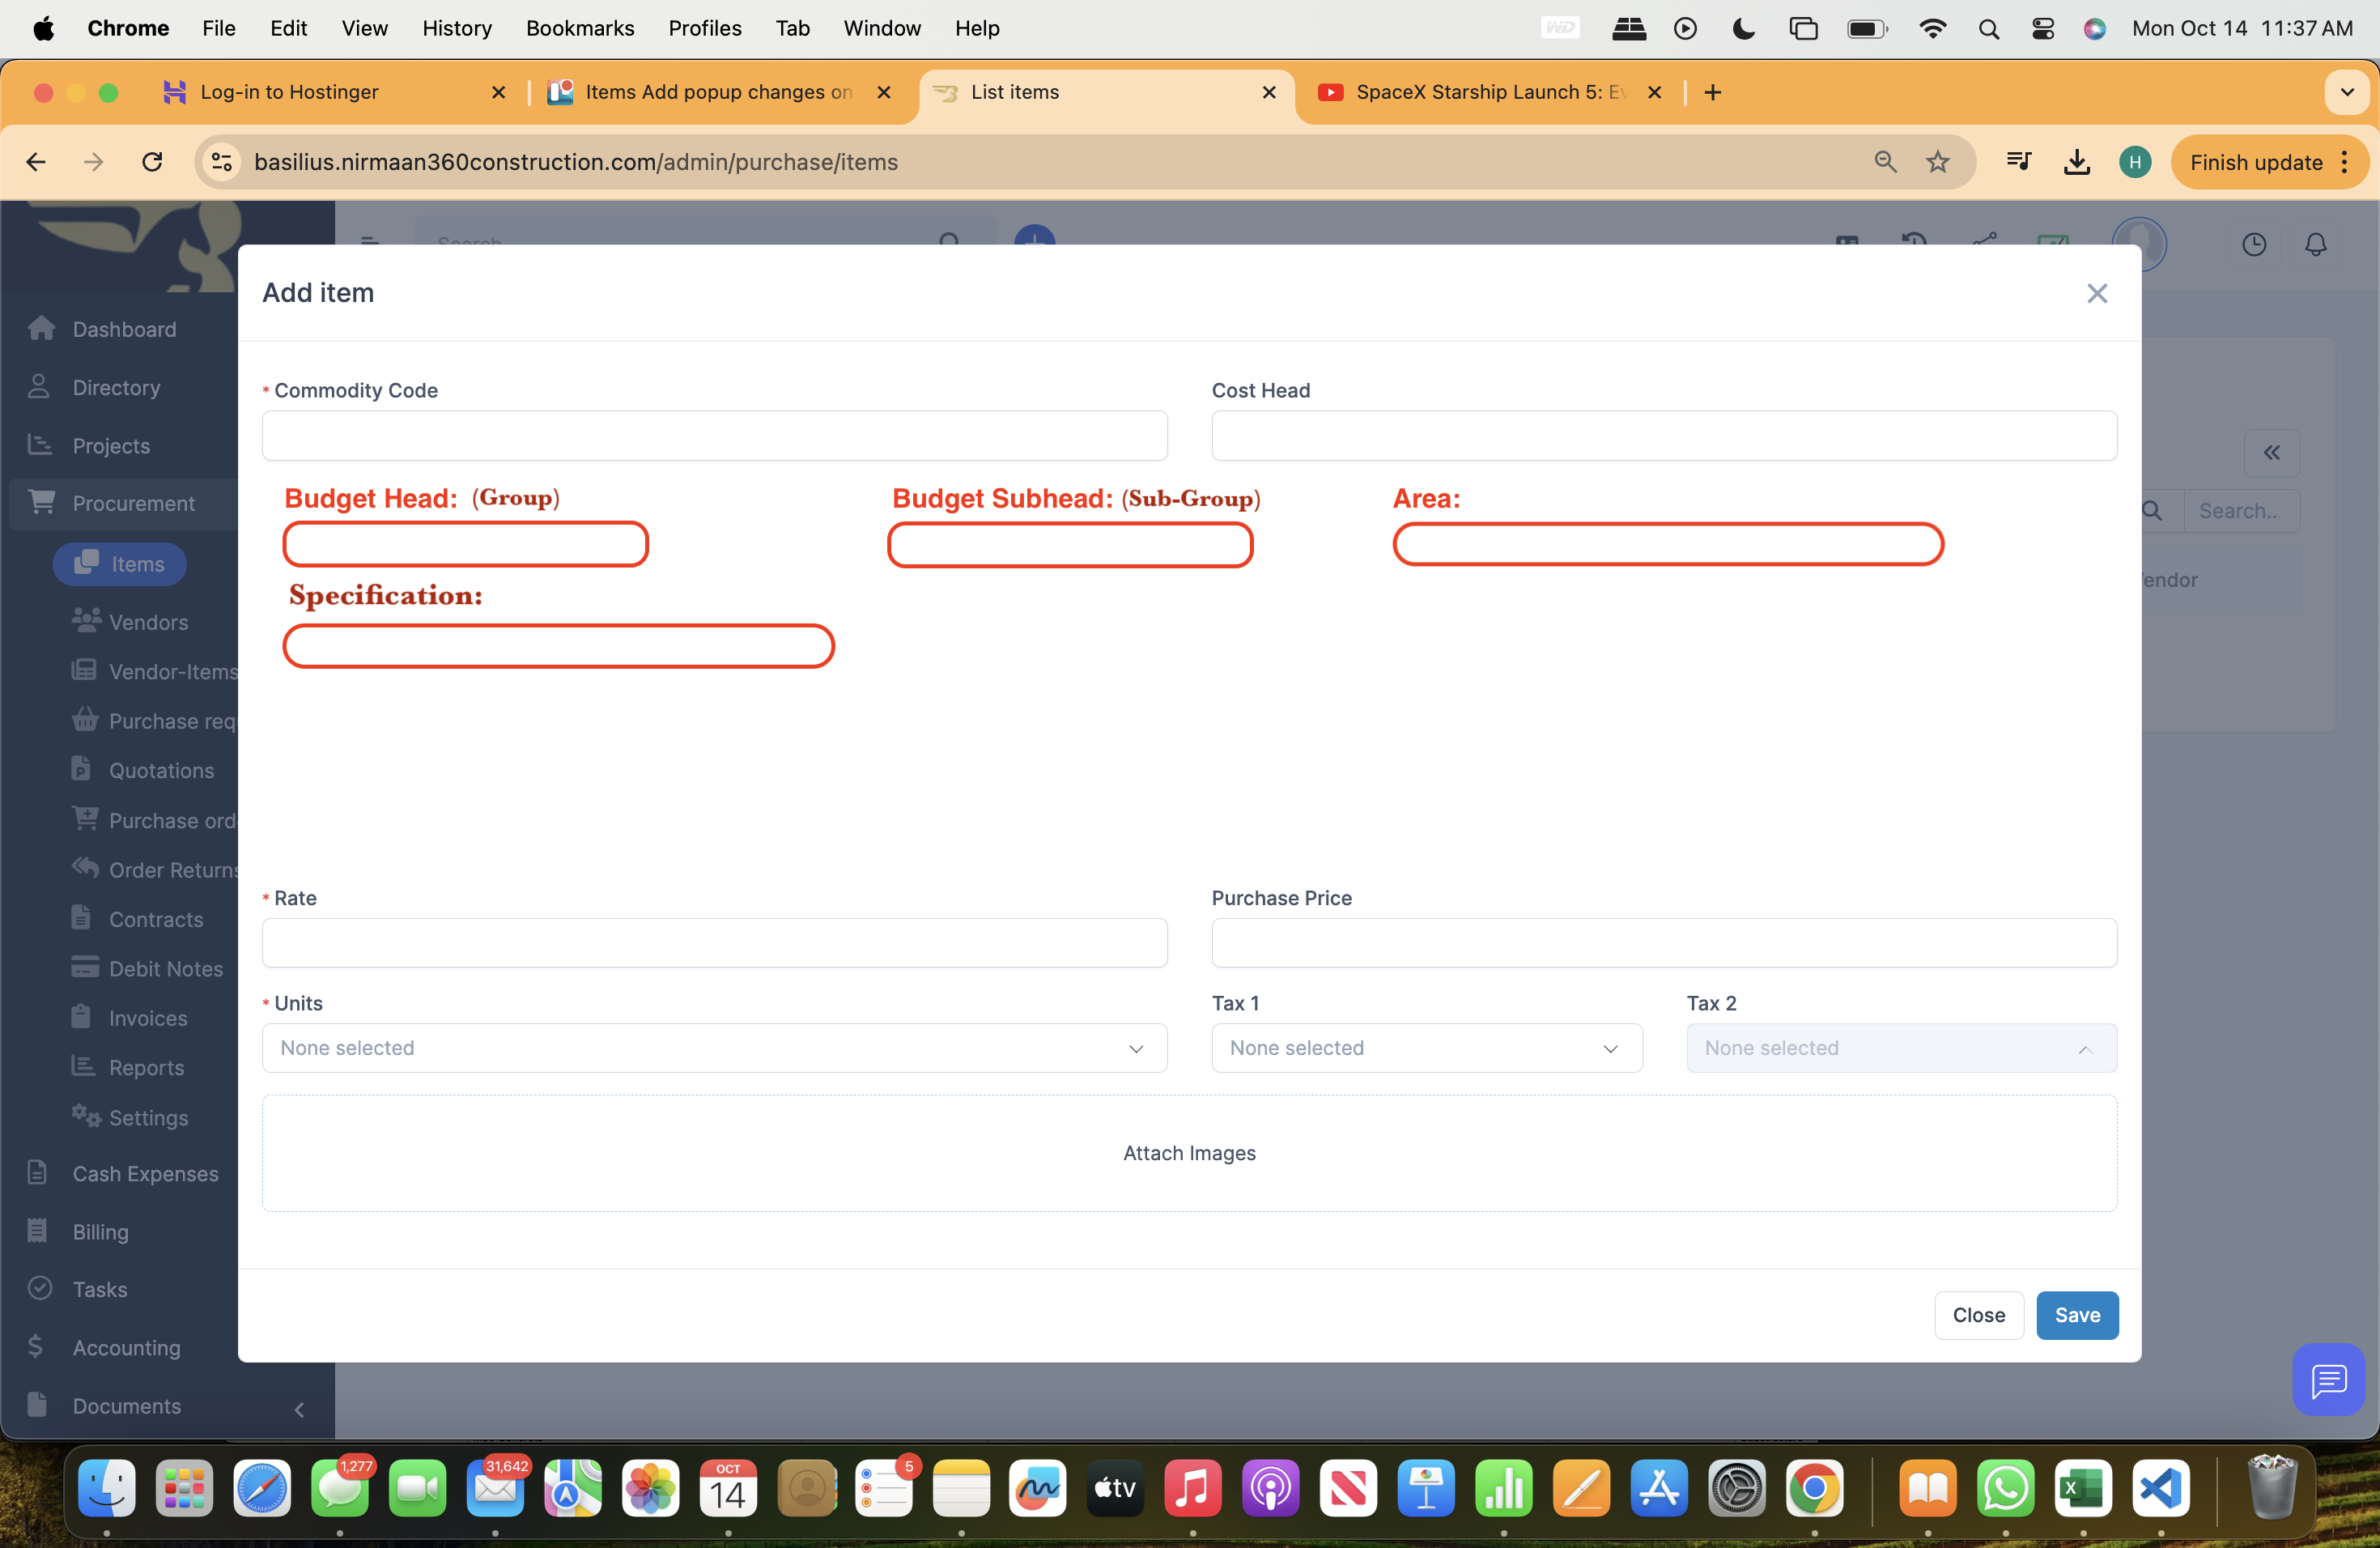 Chrome File Edit View History Bookmarks Profiles Tab Window Help WD Mon Oct 14 11:37 AM
Log-in to Hostinger Items Add popup changes on List items SpaceX Starship Launch 5: Ev
basilius.nirmaan360construction.com/admin/purchase/items H Finish update
Search
Add item
Dashboard
Directory
Projects
Procurement
Items
Vendors
Vendor-Items
Purchase req
Quotations
Purchase ord
Order Returns
Contracts
Debit Notes
Invoices
Reports
Settings
Cash Expenses
Billing
Tasks
Accounting
Documents
* Commodity Code Cost Head
Budget Head: (Group) Budget Subhead: (Sub-Group) Area:
Specification:
Search...
endor
* Rate Purchase Price
* Units Tax 1 Tax 2
None selected None selected None selected
Attach Images
Close Save
1,277 31,642 OCT 14 5 tv